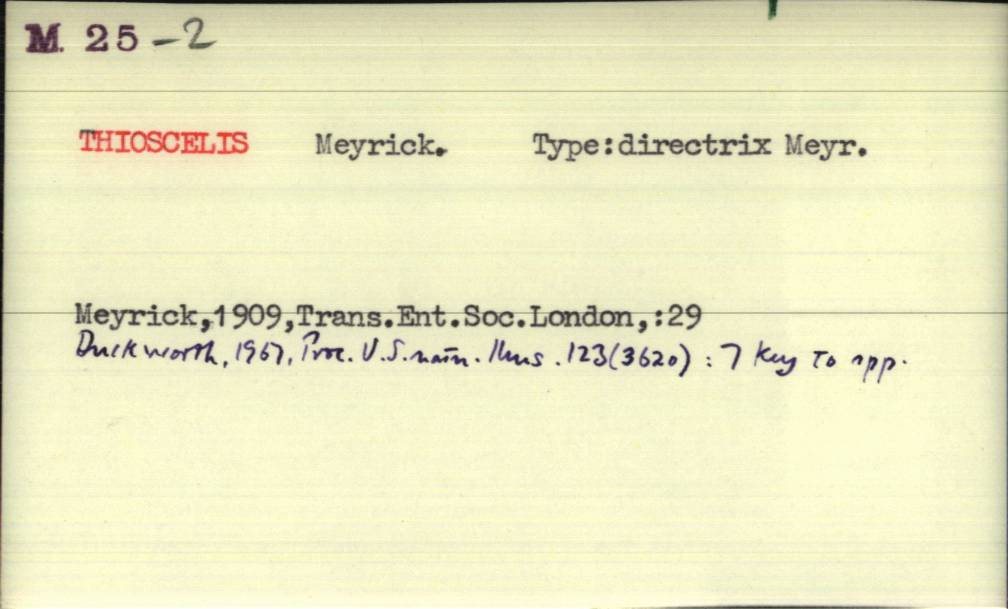 M. 25-2
THIOSCELIS Meyrick. Type:directrix Meyr.
Meyrick,1909,Trans.Ent.Soc.London,:29
Duckworth, 1967, Proc. U.S. natn. Mus. 123(3620) : 7 Key to spp.